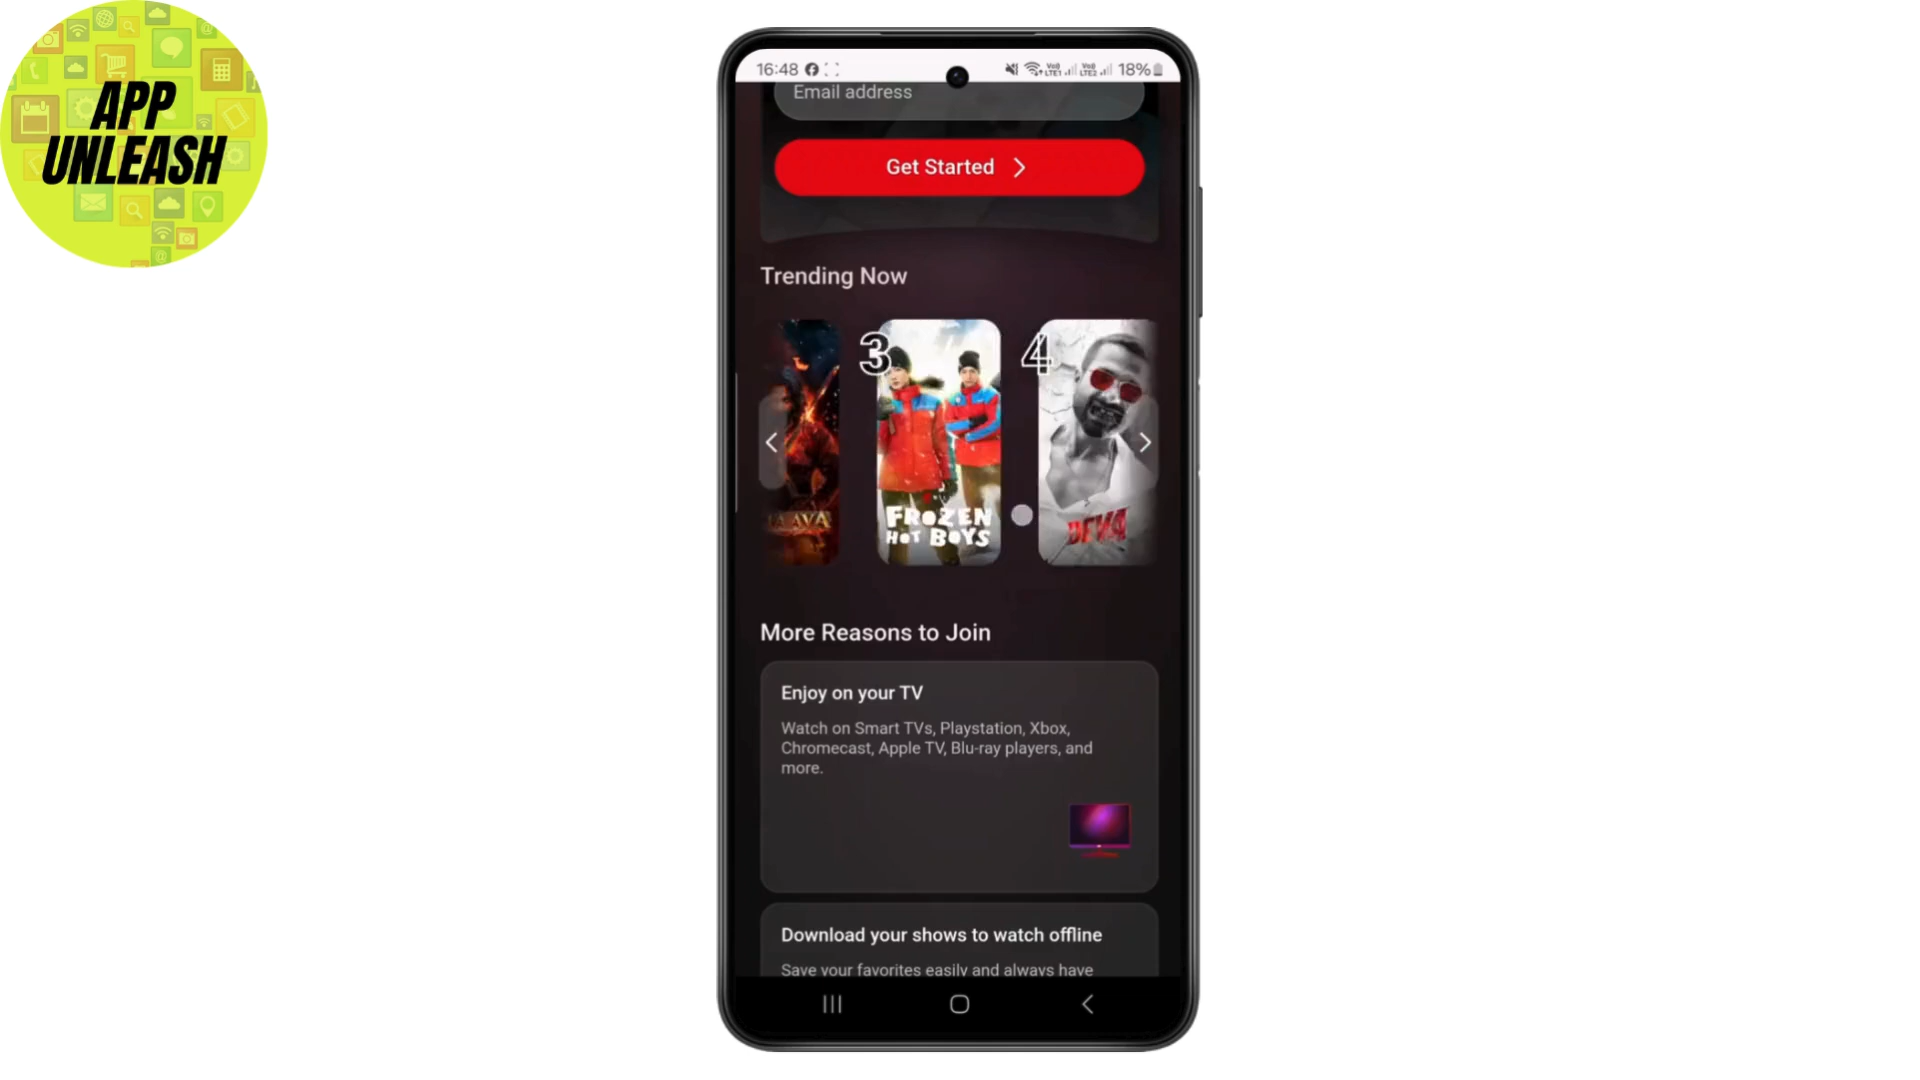 APP
UNLEASH
16:48
18%
Email address
Get Started
Trending Now
3
4
FROZEN
HOT BOYS
DEVA
More Reasons to Join
Enjoy on your TV
Watch on Smart TVs, Playstation, Xbox,
Chromecast, Apple TV, Blu-ray players, and
more.
Download your shows to watch offline
Save your favorites easily and always have